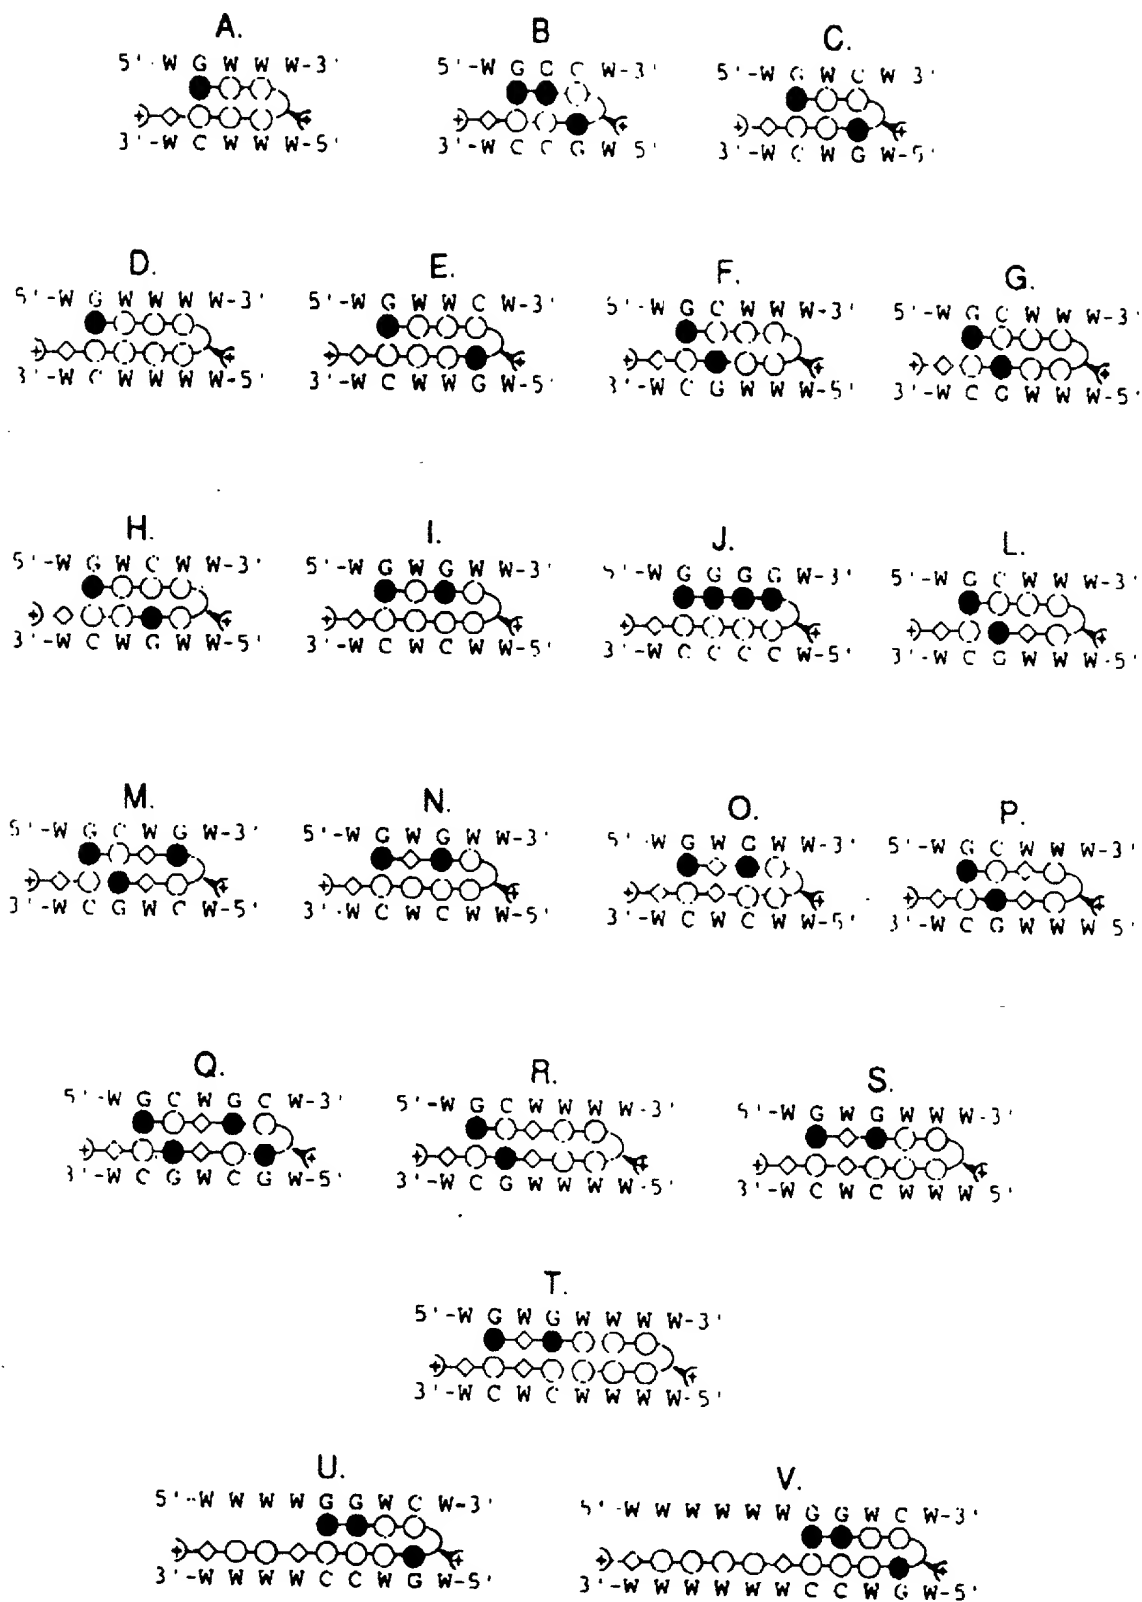 A. B C.
5'-W G W W W-3' 5'-W G C C W-3' 5'-W G W C W 3'
3'-W C W W W-5' 3'-W C C G W 5' 3'-W C W G W-5'
D. E. F. G.
5'-W G W W W W-3' 5'-W G W W C W-3' 5'-W G C W W W-3' 5'-W G C W W W-3'
3'-W C W W W W-5' 3'-W C W W G W-5' 3'-W C G W W W-5' 3'-W C G W W W-5'
H. I. J. L.
5'-W G W C W W-3' 5'-W G W G W W-3' 5'-W G G G G W-3' 5'-W G C W W W-3'
3'-W C W G W W-5' 3'-W C W C W W-5' 3'-W C C C C W-5' 3'-W C G W W W-5'
M. N. O. P.
5'-W G C W G W-3' 5'-W G W G W W-3' 5'-W G W G W W-3' 5'-W G C W W W-3'
3'-W C G W C W-5' 3'-W C W C W W-5' 3'-W C W C W W 5' 3'-W C G W W W 5'
Q. R. S.
5'-W G C W G C W-3' 5'-W G C W W W W-3' 5'-W G W G W W W-3'
3'-W C G W C G W-5' 3'-W C G W W W W-5' 3'-W C W C W W W 5'
T.
5'-W G W G W W W W-3'
3'-W C W C W W W W-5'
U. V.
5'-W W W W G G W C W-3' 5'-W W W W W W G G W C W-3'
3'-W W W W C C W G W-5' 3'-W W W W W W C C W G W-5'